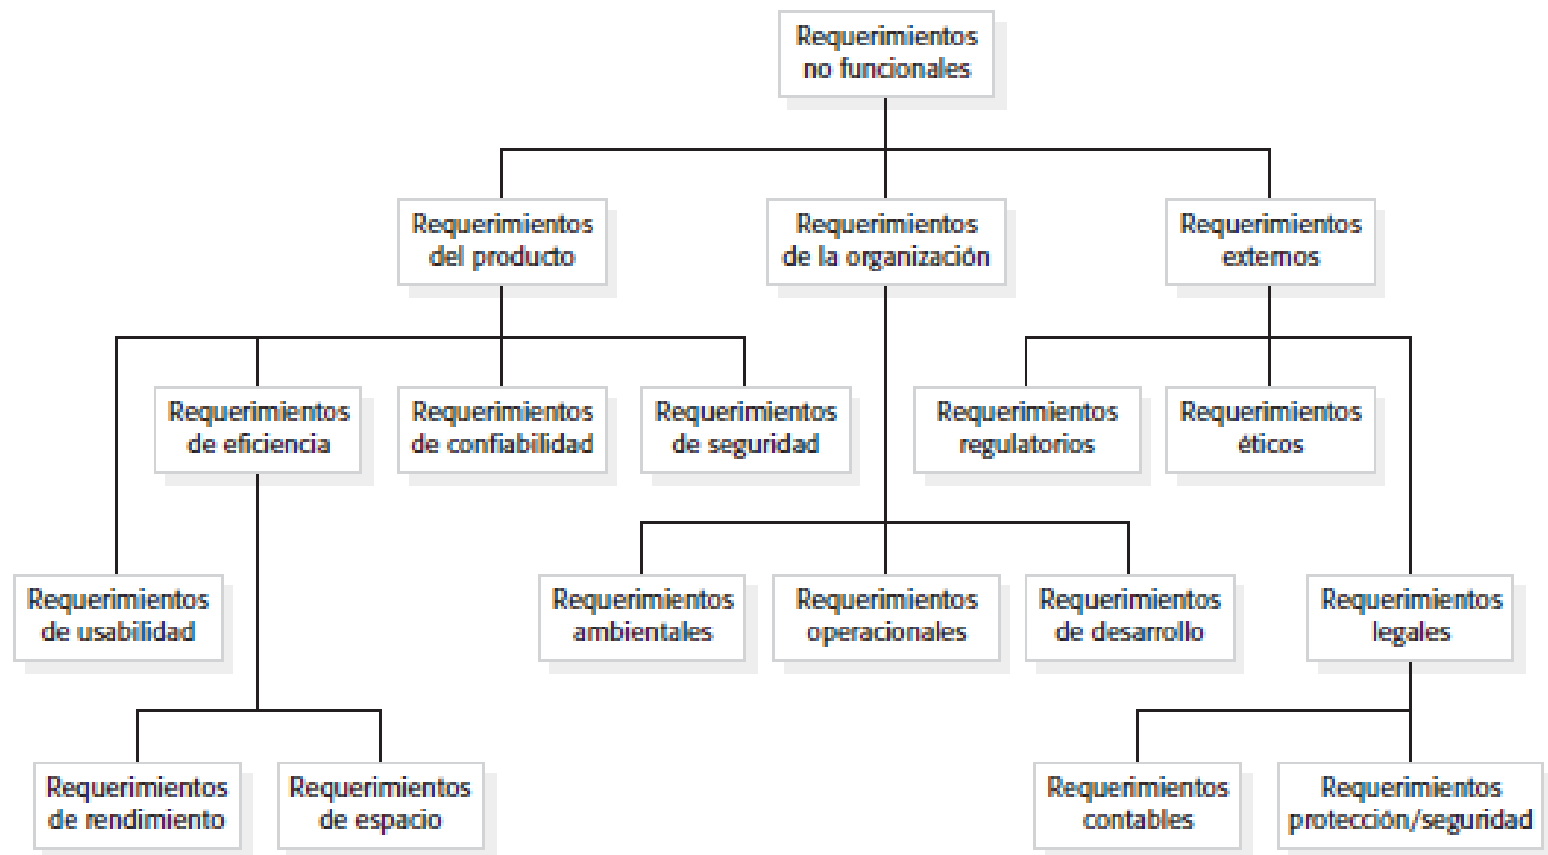 Requerimientos
no funcionales
Requerimientos
del producto
Requerimientos
de la organización
Requerimientos
externos
Requerimientos
de eficiencia
Requerimientos
de confiabilidad
Requerimientos
de seguridad
Requerimientos
regulatorios
Requerimientos
éticos
Requerimientos
de usabilidad
Requerimientos
ambientales
Requerimientos
operacionales
Requerimientos
de desarrollo
Requerimientos
legales
Requerimientos
de rendimiento
Requerimientos
de espacio
Requerimientos
contables
Requerimientos
protección/seguridad